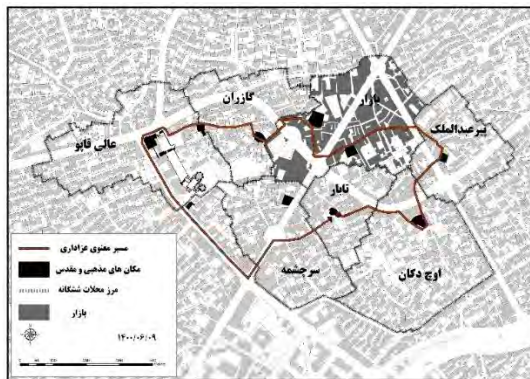 بازار
گازران
عالی قاپو
پیرعبدالملک
تابار
سرچشمه
اوچ دکان
مسیر معنوی عزاداری
مکان های مذهبی و مقدس
مرز محلات ششگانه
بازار
۱۴۰۰/۰۶/۰۹